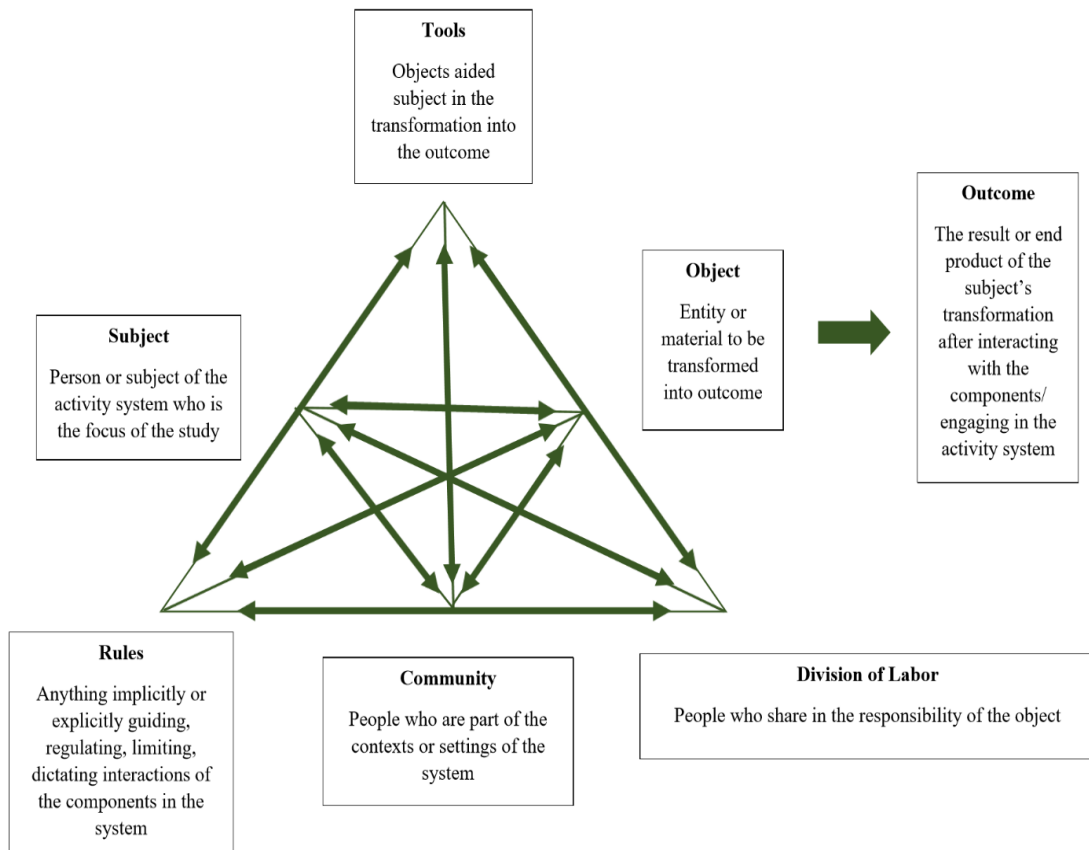 Tools
Objects aided
subject in the
transformation into
the outcome
Outcome
The result or end
product of the
subject's
transformation
after interacting
with the
components/
engaging in the
activity system
Object
Entity or
material to be
transformed
into outcome
Subject
Person or subject of the
activity system who is
the focus of the study
Rules
Anything implicitly or
explicitly guiding,
regulating, limiting,
dictating interactions of
the components in the
system
Community
People who are part of the
contexts or settings of the
system
Division of Labor
People who share in the responsibility of the object